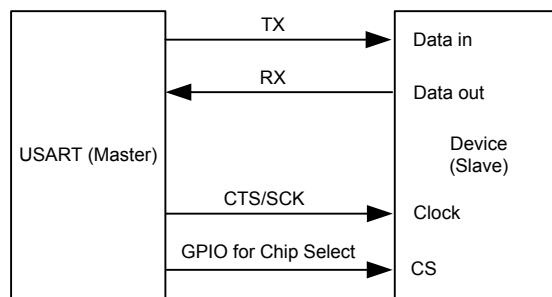 TX
Data in
RX
Data out
USART (Master)
Device
(Slave)
CTS/SCK
Clock
GPIO for Chip Select
CS